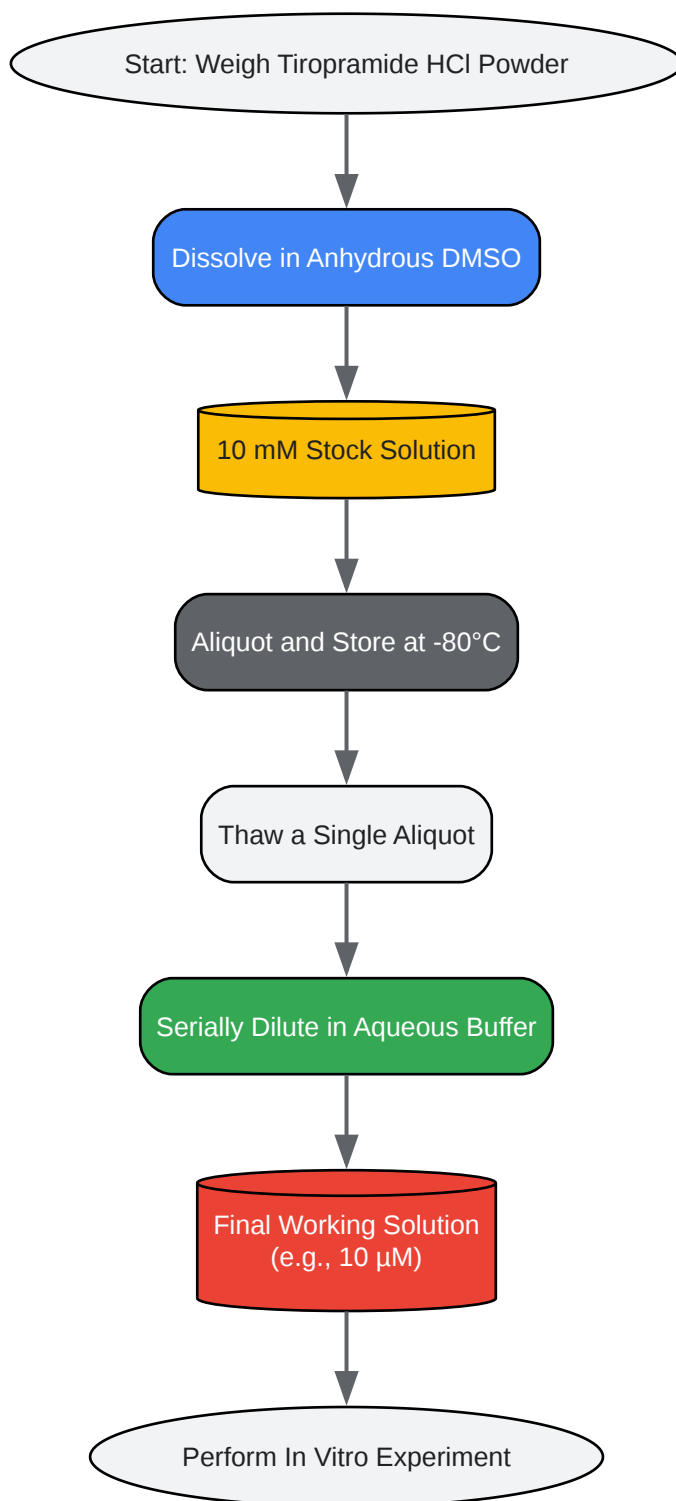 Start: Weigh Tiropramide HCl Powder
Dissolve in Anhydrous DMSO
10 mM Stock Solution
Aliquot and Store at -80°C
Thaw a Single Aliquot
Serially Dilute in Aqueous Buffer
Final Working Solution
(e.g., 10 µM)
Perform In Vitro Experiment